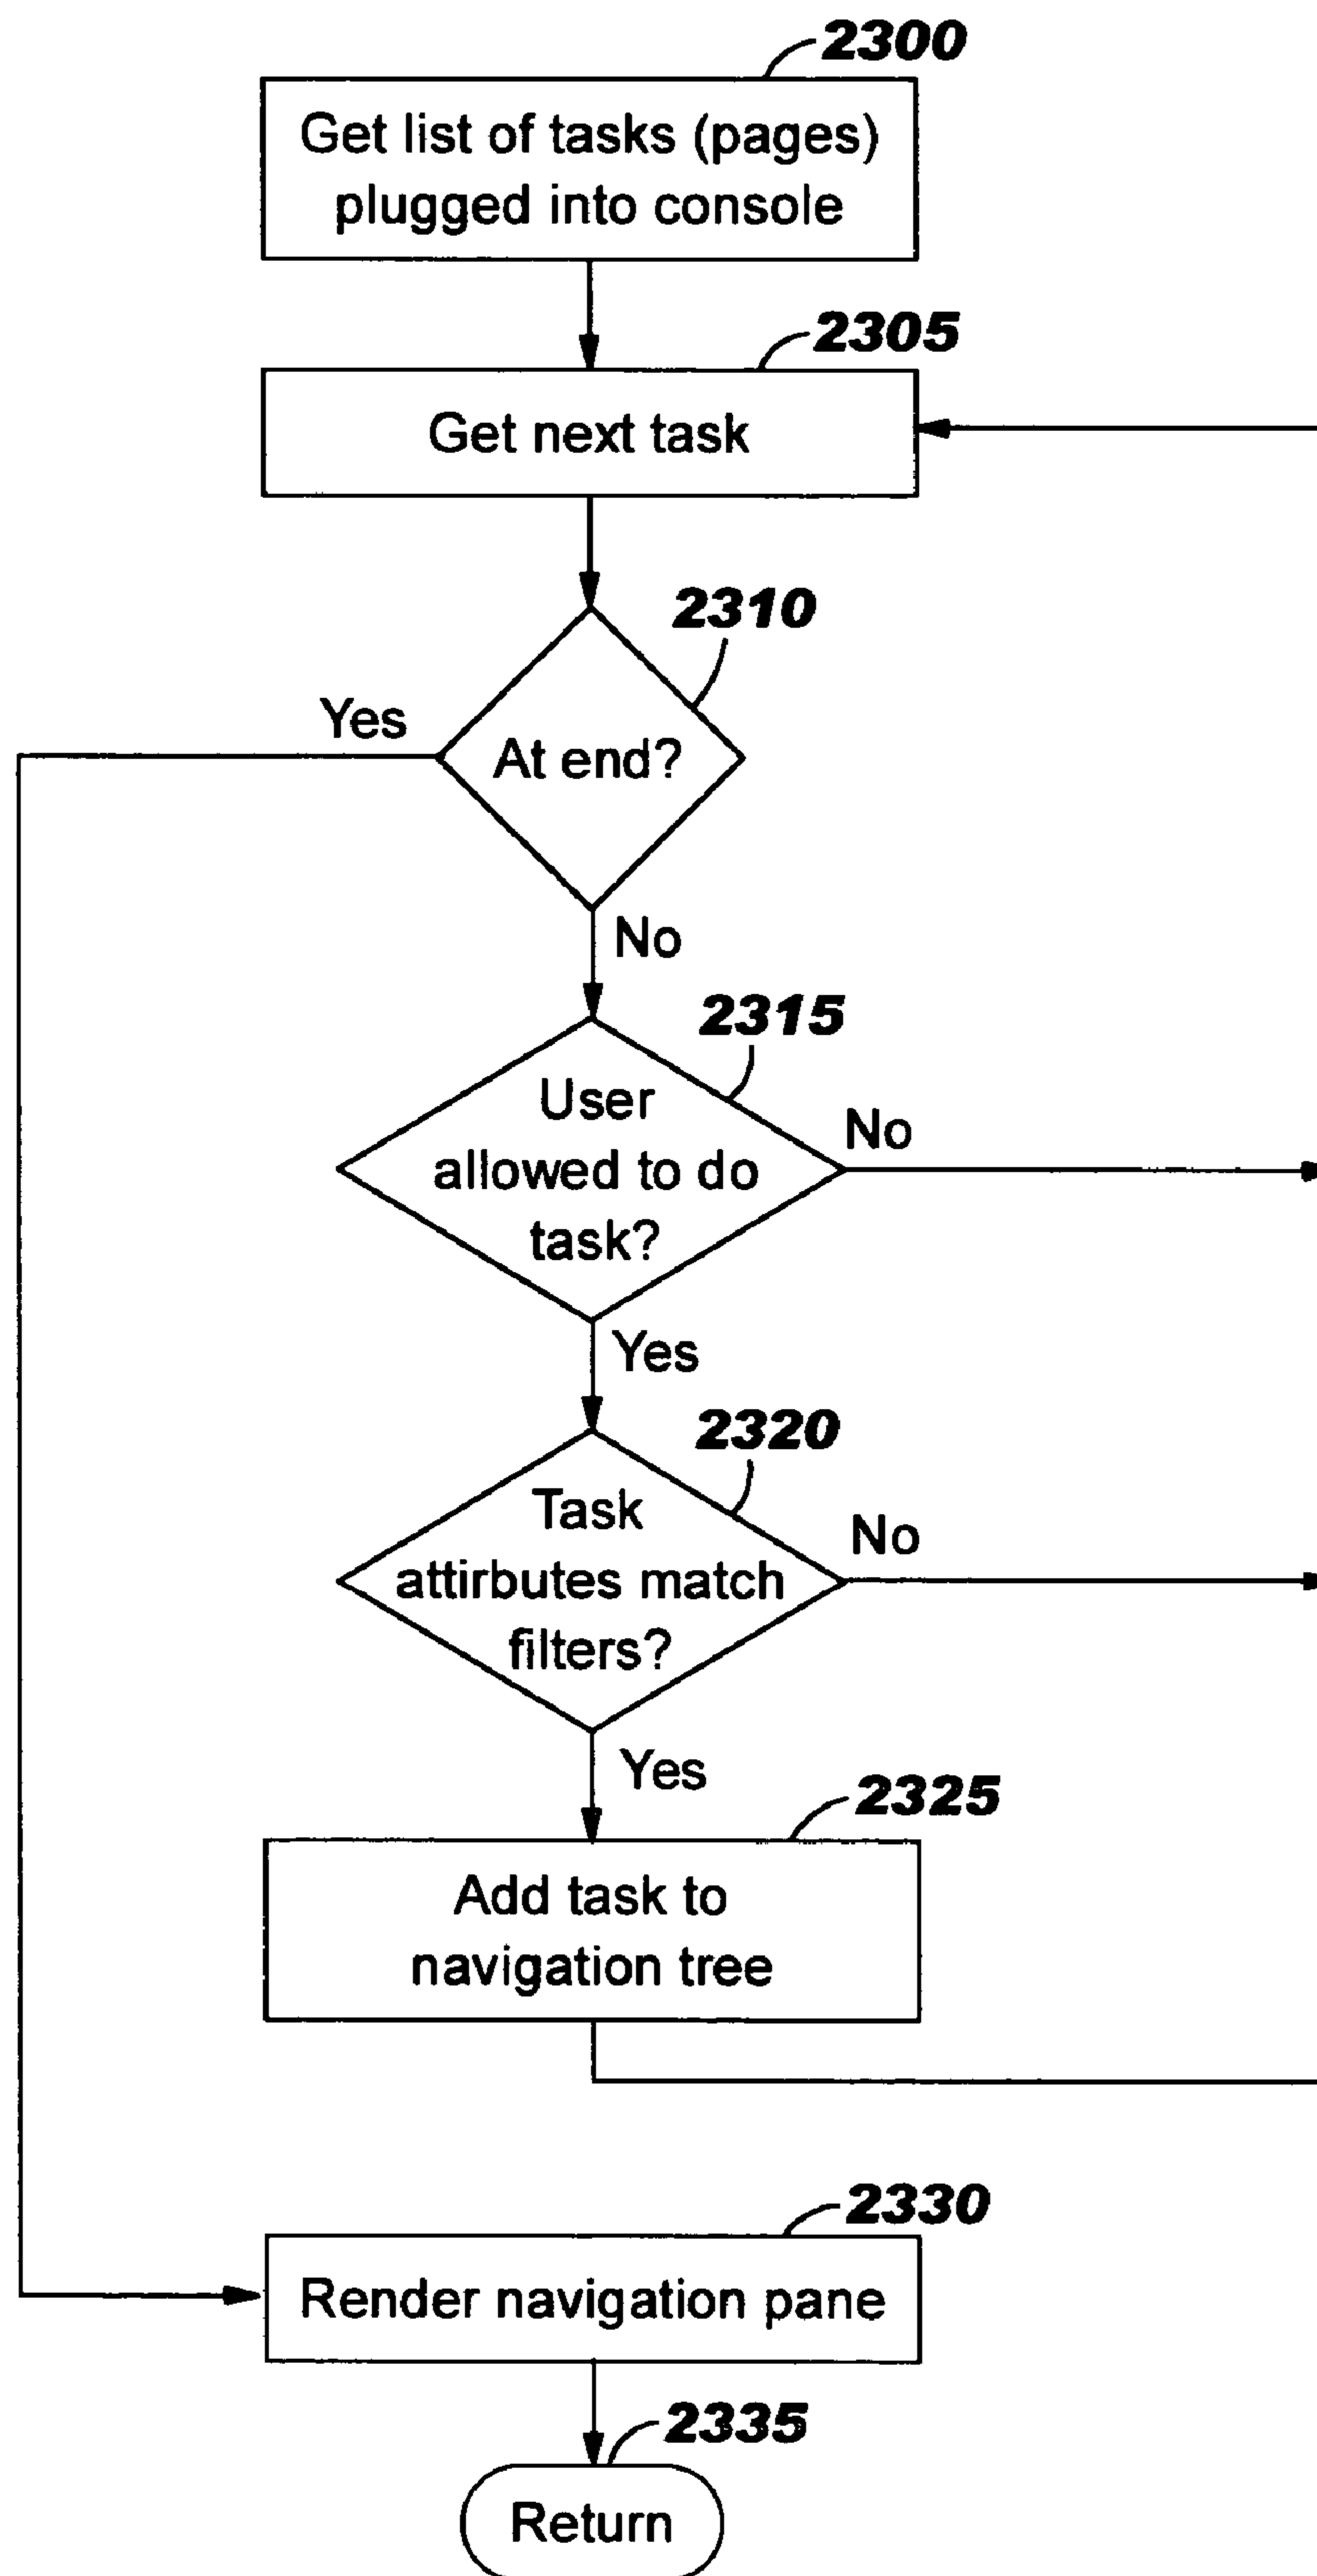 2300
Get list of tasks (pages)
plugged into console
2305
Get next task
2310
Yes
At end?
No
2315
User
allowed to do
task?
No
Yes
2320
Task
attirbutes match
filters?
No
Yes
2325
Add task to
navigation tree
2330
Render navigation pane
2335
Return